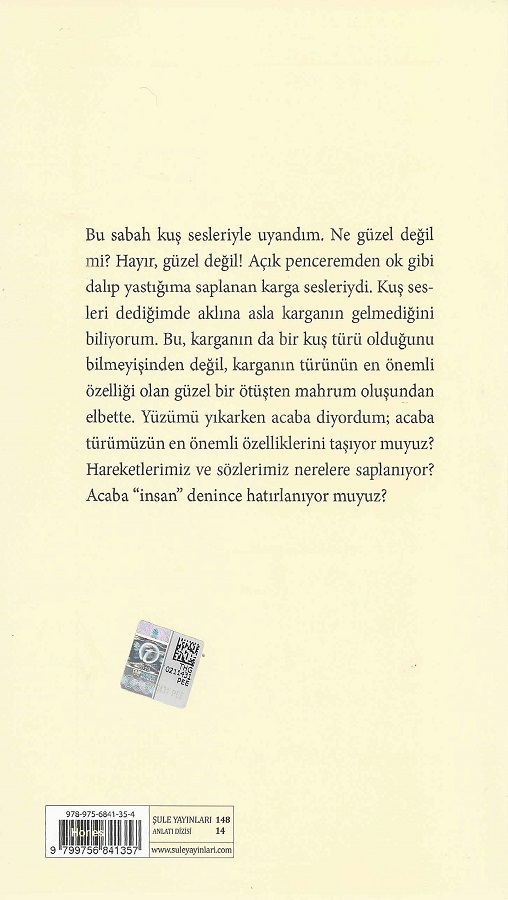 Bu sabah kuş sesleriyle uyandım. Ne güzel değil
mi? Hayır, güzel değil! Açık penceremden ok gibi
dalıp yastığıma saplanan karga sesleriydi. Kuş ses-
leri dediğimde aklına asla karganın gelmediğini
biliyorum. Bu, karganın da bir kuş türü olduğunu
bilmeyişinden değil, karganın türünün en önemli
özelliği olan güzel bir ötüşten mahrum oluşundan
elbette. Yüzümü yıkarken acaba diyordum; acaba
türümüzün en önemli özelliklerini taşıyor muyuz?
Hareketlerimiz ve sözlerimiz nerelere saplanıyor?
Acaba “insan” denince hatırlanıyor muyuz?
PEE
978-975-6841-35-4
9 799756 841357
ŞULE YAYINLARI 148
ANLATI DİZİSİ 14
www.suleyayinlari.com